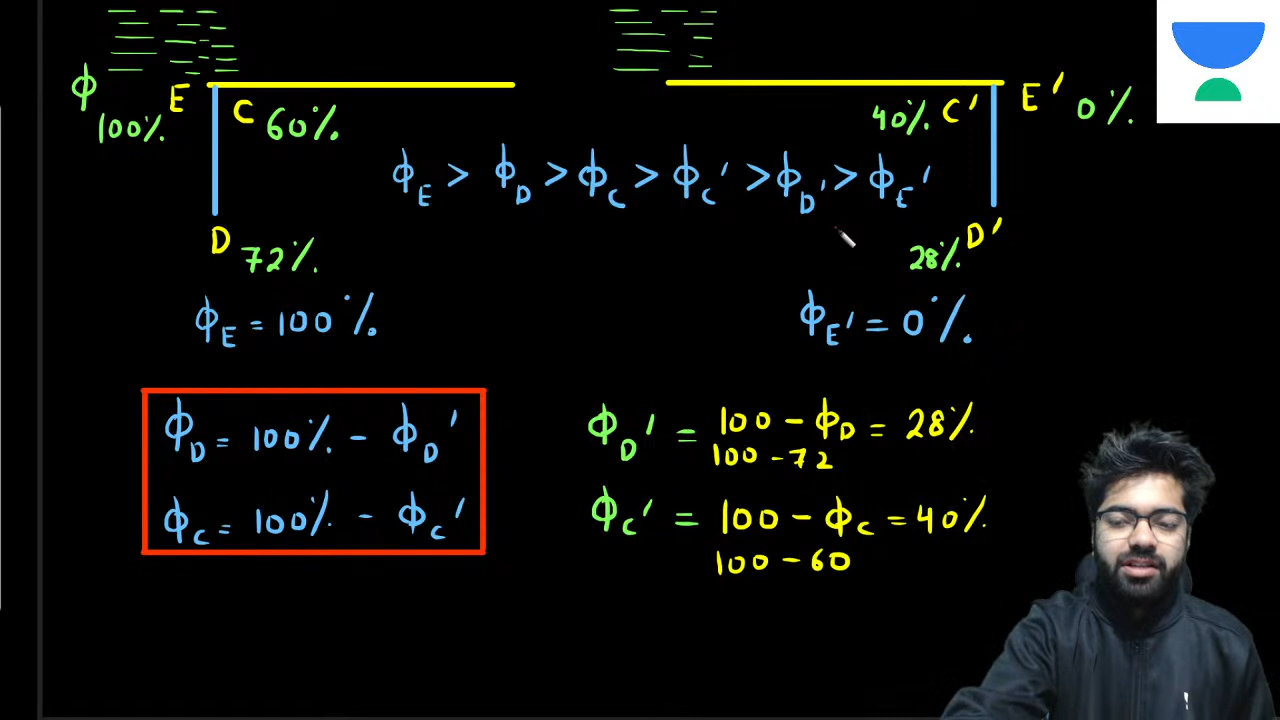 ϕ 100% E C 60% 40% C' E' 0%
ϕE > ϕD > ϕC > ϕC' > ϕD' > ϕE'
D 72% 28% D'
ϕE = 100% ϕE' = 0%
ϕD = 100% - ϕD'
ϕC = 100% - ϕC'
ϕD' = 100 - ϕD = 28%
100 - 72
ϕC' = 100 - ϕC = 40%
100 - 60